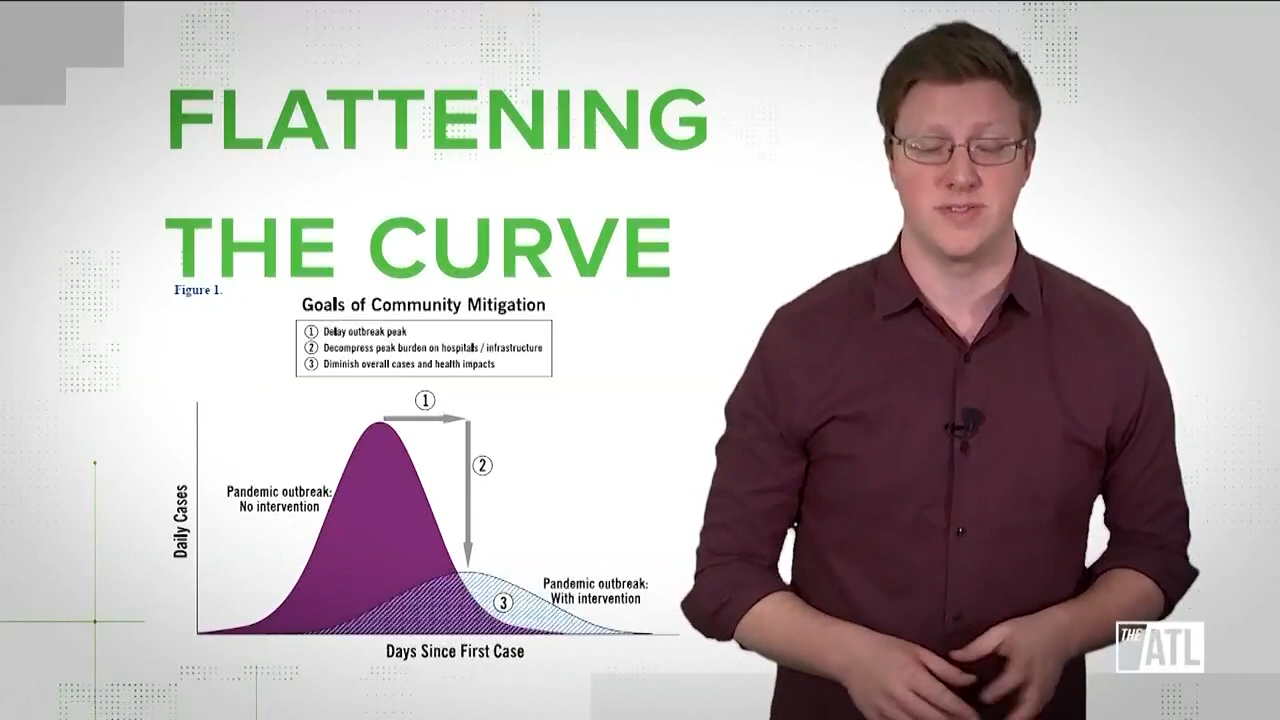 FLATTENING
THE CURVE
Figure 1.
Goals of Community Mitigation
① Delay outbreak peak
② Decompress peak burden on hospitals / infrastructure
③ Diminish overall cases and health impacts
①
②
Pandemic outbreak:
No intervention
Daily Cases
Pandemic outbreak:
With intervention
③
Days Since First Case
THE ATL